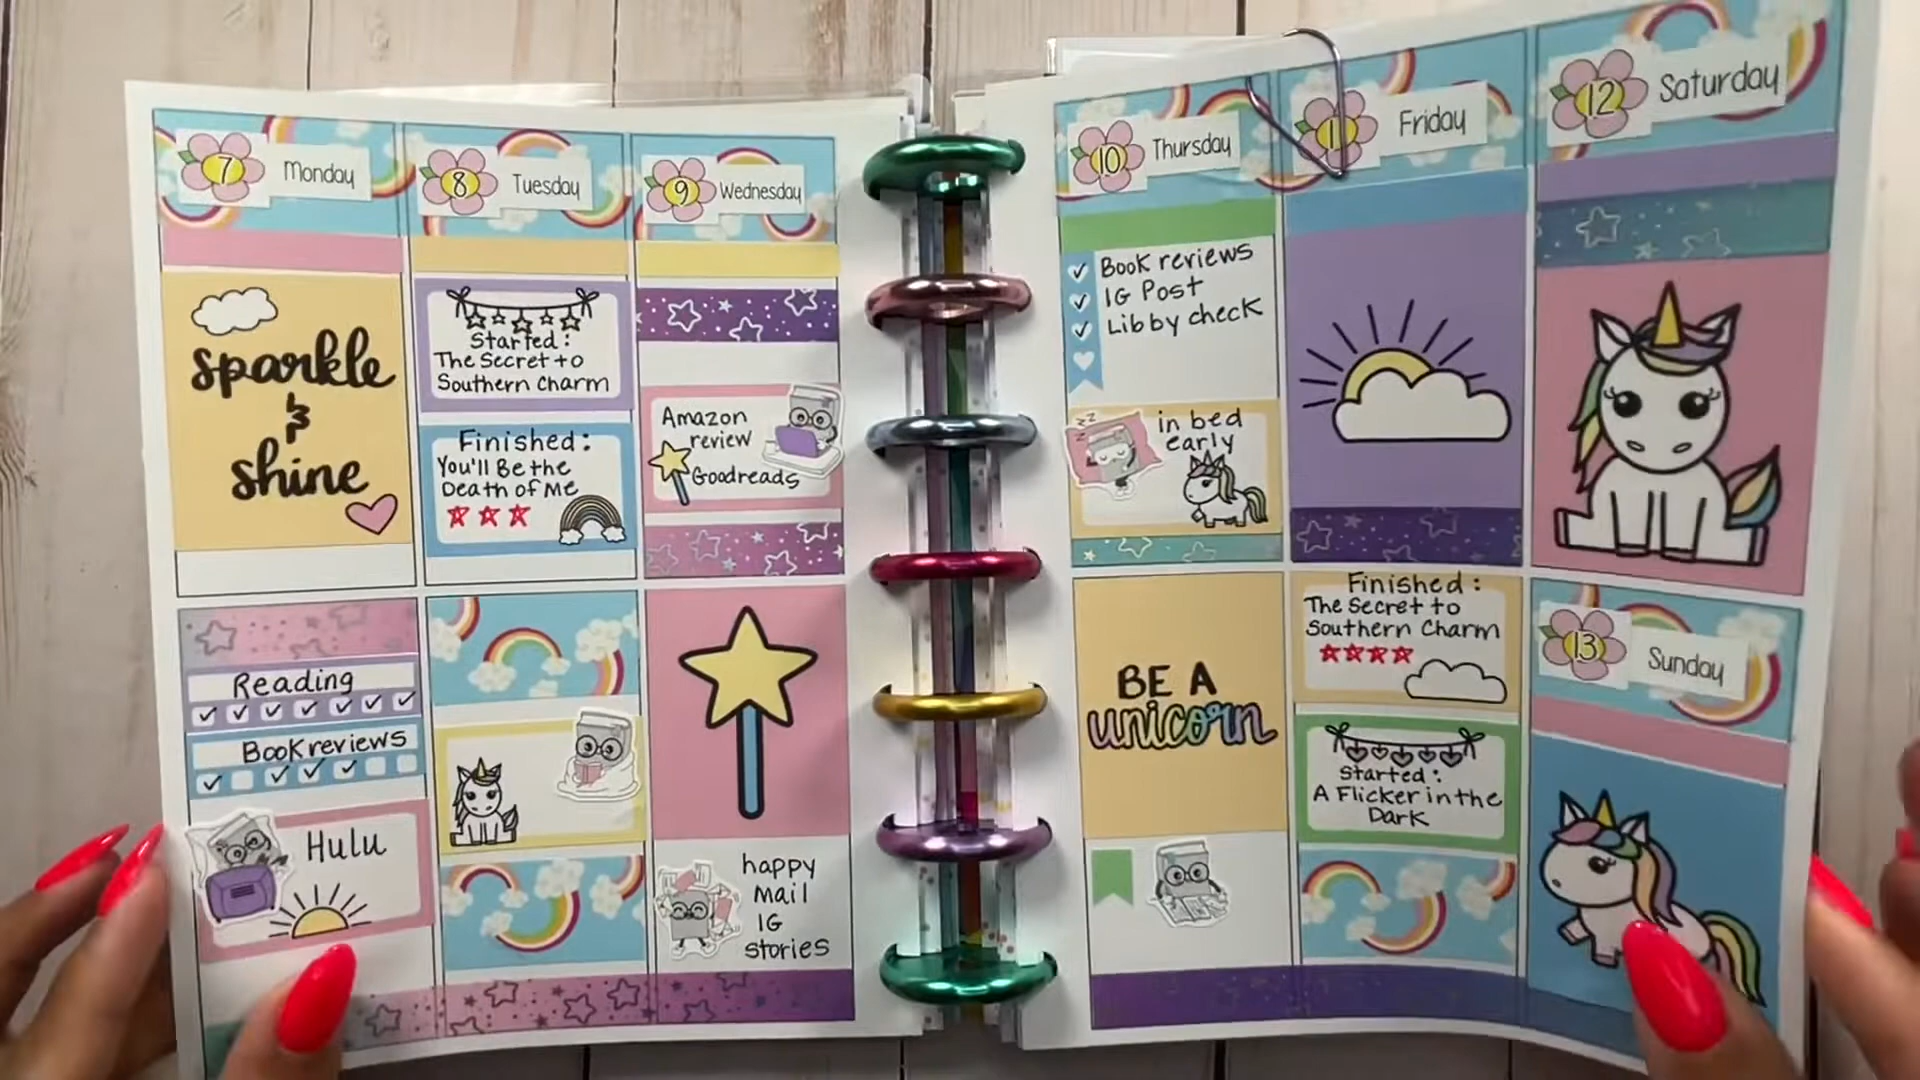 7 Monday
sparkle
&
shine
Reading
Book reviews
Hulu
8 Tuesday
Started:
The Secret to
Southern Charm
Finished:
You'll Be the
Death of Me
9 Wednesday
Amazon
review
Goodreads
happy
mail
IG
stories
10 Thursday
Book reviews
IG Post
Libby check
zzz
in bed
early
BE A
unicorn
11 Friday
Finished:
The Secret to
Southern Charm
Started:
A Flicker in the
Dark
12 Saturday
13 Sunday